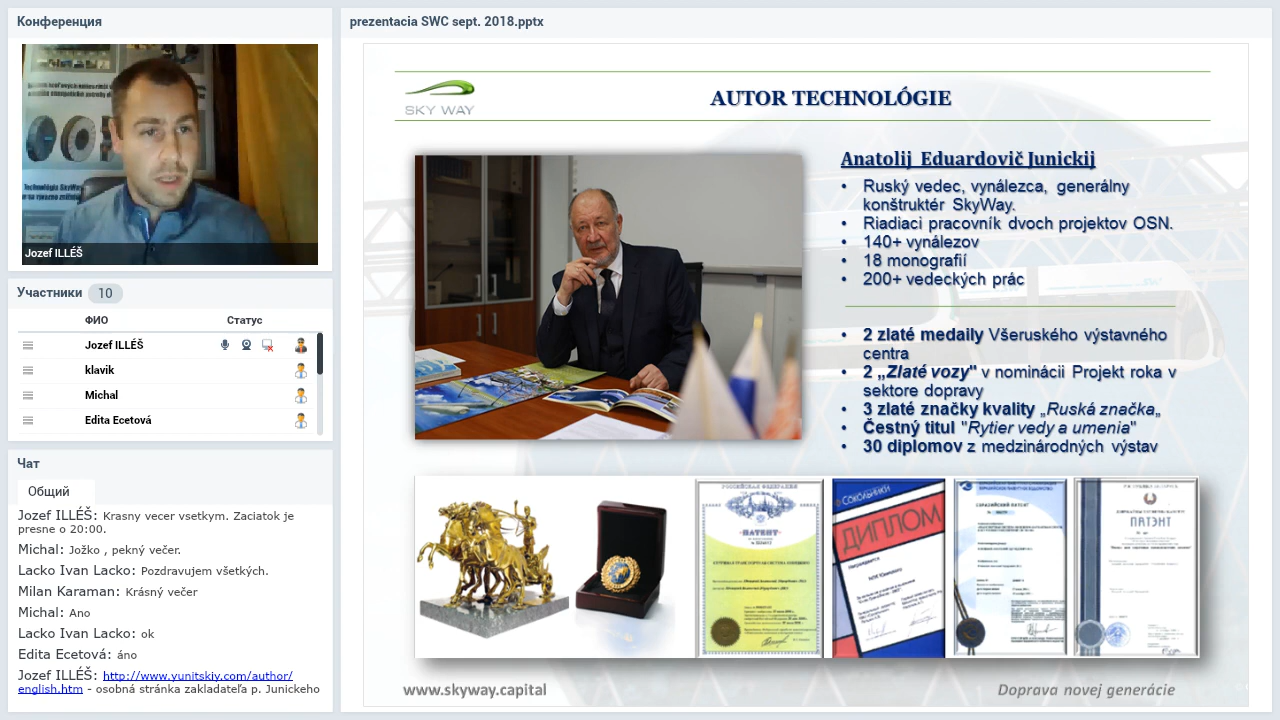 Конференция
Jozef ILLÉŠ
Участники 10
ФИО Статус
Jozef ILLÉŠ
klavik
Michal
Edita Ecetová
Чат
Общий
Jozef ILLÉŠ: Krasny vecer vsetkym. Zaciatok je
presne o 20:00.
Michal: Jožko , pekný večer.
Lacko Ivan Lacko: Pozdravujem všetkých.
Ivan Kašman: Krásný večer
Michal: Ano
Lacko Ivan Lacko: ok
Edita Ecetová: áno
Jozef ILLÉŠ: http://www.yunitskiy.com/author/
english.htm - osobná stránka zakladateľa p. Junickeho
prezentacia SWC sept. 2018.pptx
SKY WAY
AUTOR TECHNOLÓGIE
Anatolij Eduardovič Junickij
• Ruský vedec, vynálezca, generálny
konštruktér SkyWay.
• Riadiaci pracovník dvoch projektov OSN.
• 140+ vynálezov
• 18 monografií
• 200+ vedeckých prác
• 2 zlaté medaily Všeruského výstavného
centra
• 2 „Zlaté vozy" v nominácii Projekt roka v
sektore dopravy
• 3 zlaté značky kvality „Ruská značka„
• Čestný titul "Rytier vedy a umenia"
• 30 diplomov z medzinárodných výstav
ПАТЕНТ
СОКОЛЬНИКИ
ДИПЛОМ
ПАТЭНТ
www.skyway.capital
Doprava novej generácie